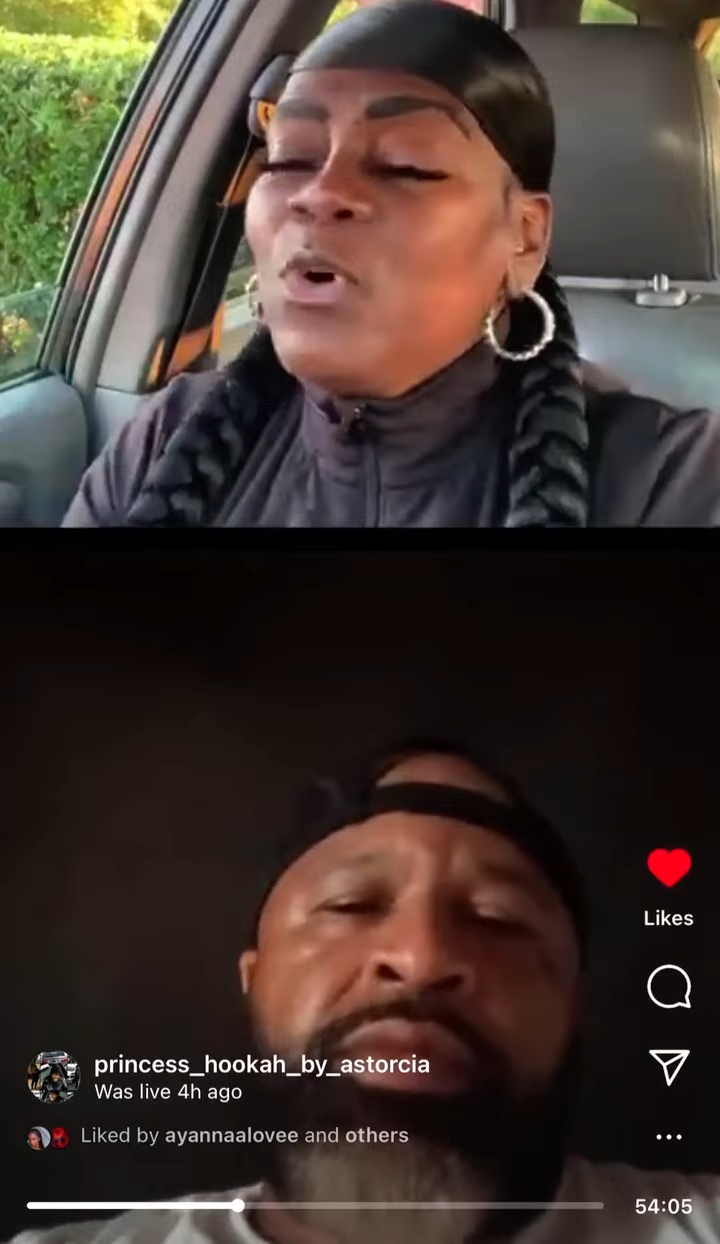 Likes
princess_hookah_by_astorcia
Was live 4h ago
Liked by ayannaalovee and others
54:05